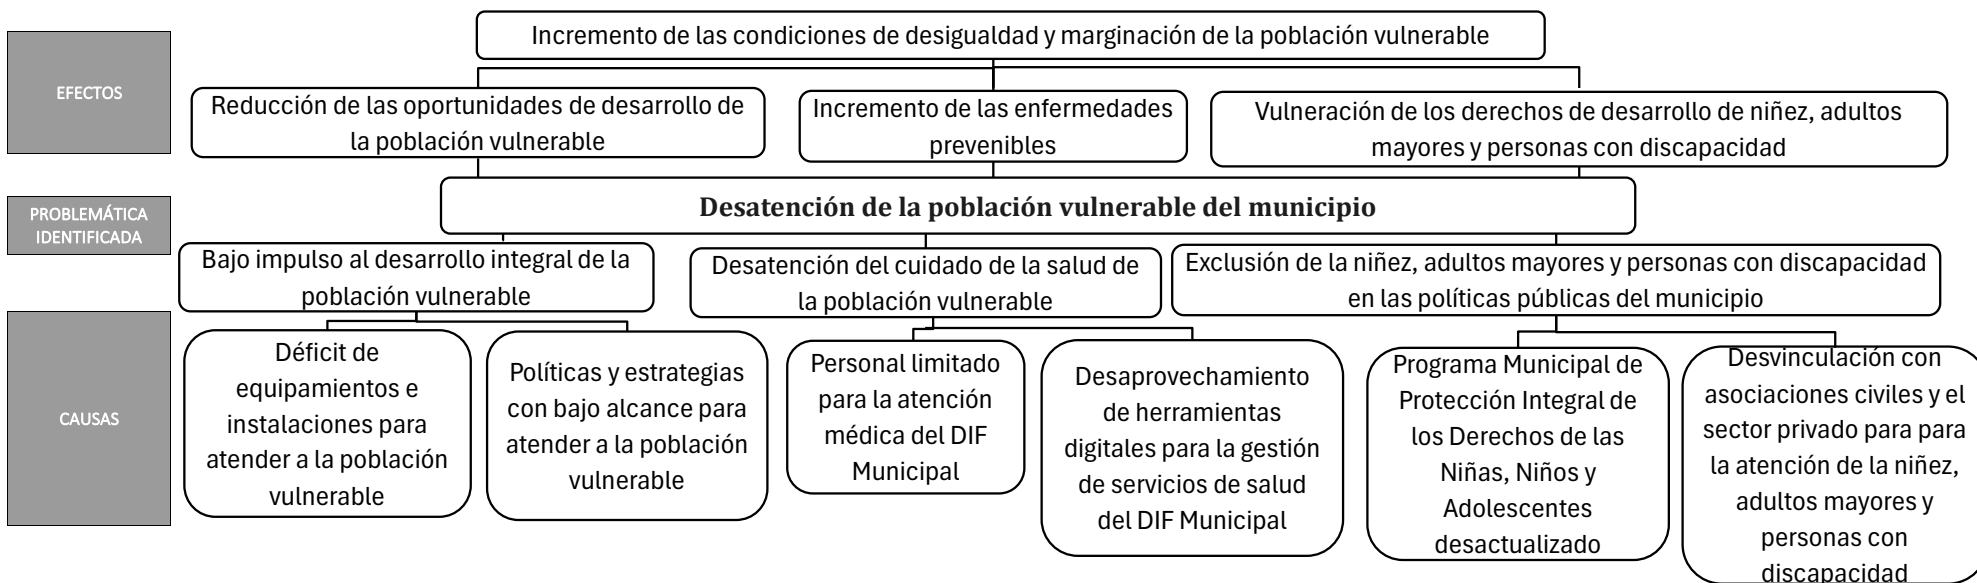 Incremento de las condiciones de desigualdad y marginación de la población vulnerable
EFECTOS
Reducción de las oportunidades de desarrollo de
la población vulnerable
Incremento de las enfermedades
prevenibles
Vulneración de los derechos de desarrollo de niñez, adultos
mayores y personas con discapacidad
PROBLEMÁTICA
IDENTIFICADA
Desatención de la población vulnerable del municipio
Bajo impulso al desarrollo integral de la
población vulnerable
Desatención del cuidado de la salud de
la población vulnerable
Exclusión de la niñez, adultos mayores y personas con discapacidad
en las políticas públicas del municipio
CAUSAS
Déficit de
equipamientos e
instalaciones para
atender a la población
vulnerable
Políticas y estrategias
con bajo alcance para
atender a la población
vulnerable
Personal limitado
para la atención
médica del DIF
Municipal
Desaprovechamiento
de herramientas
digitales para la gestión
de servicios de salud
del DIF Municipal
Programa Municipal de
Protección Integral de
los Derechos de las
Niñas, Niños y
Adolescentes
desactualizado
Desvinculación con
asociaciones civiles y el
sector privado para para
la atención de la niñez,
adultos mayores y
personas con
discapacidad